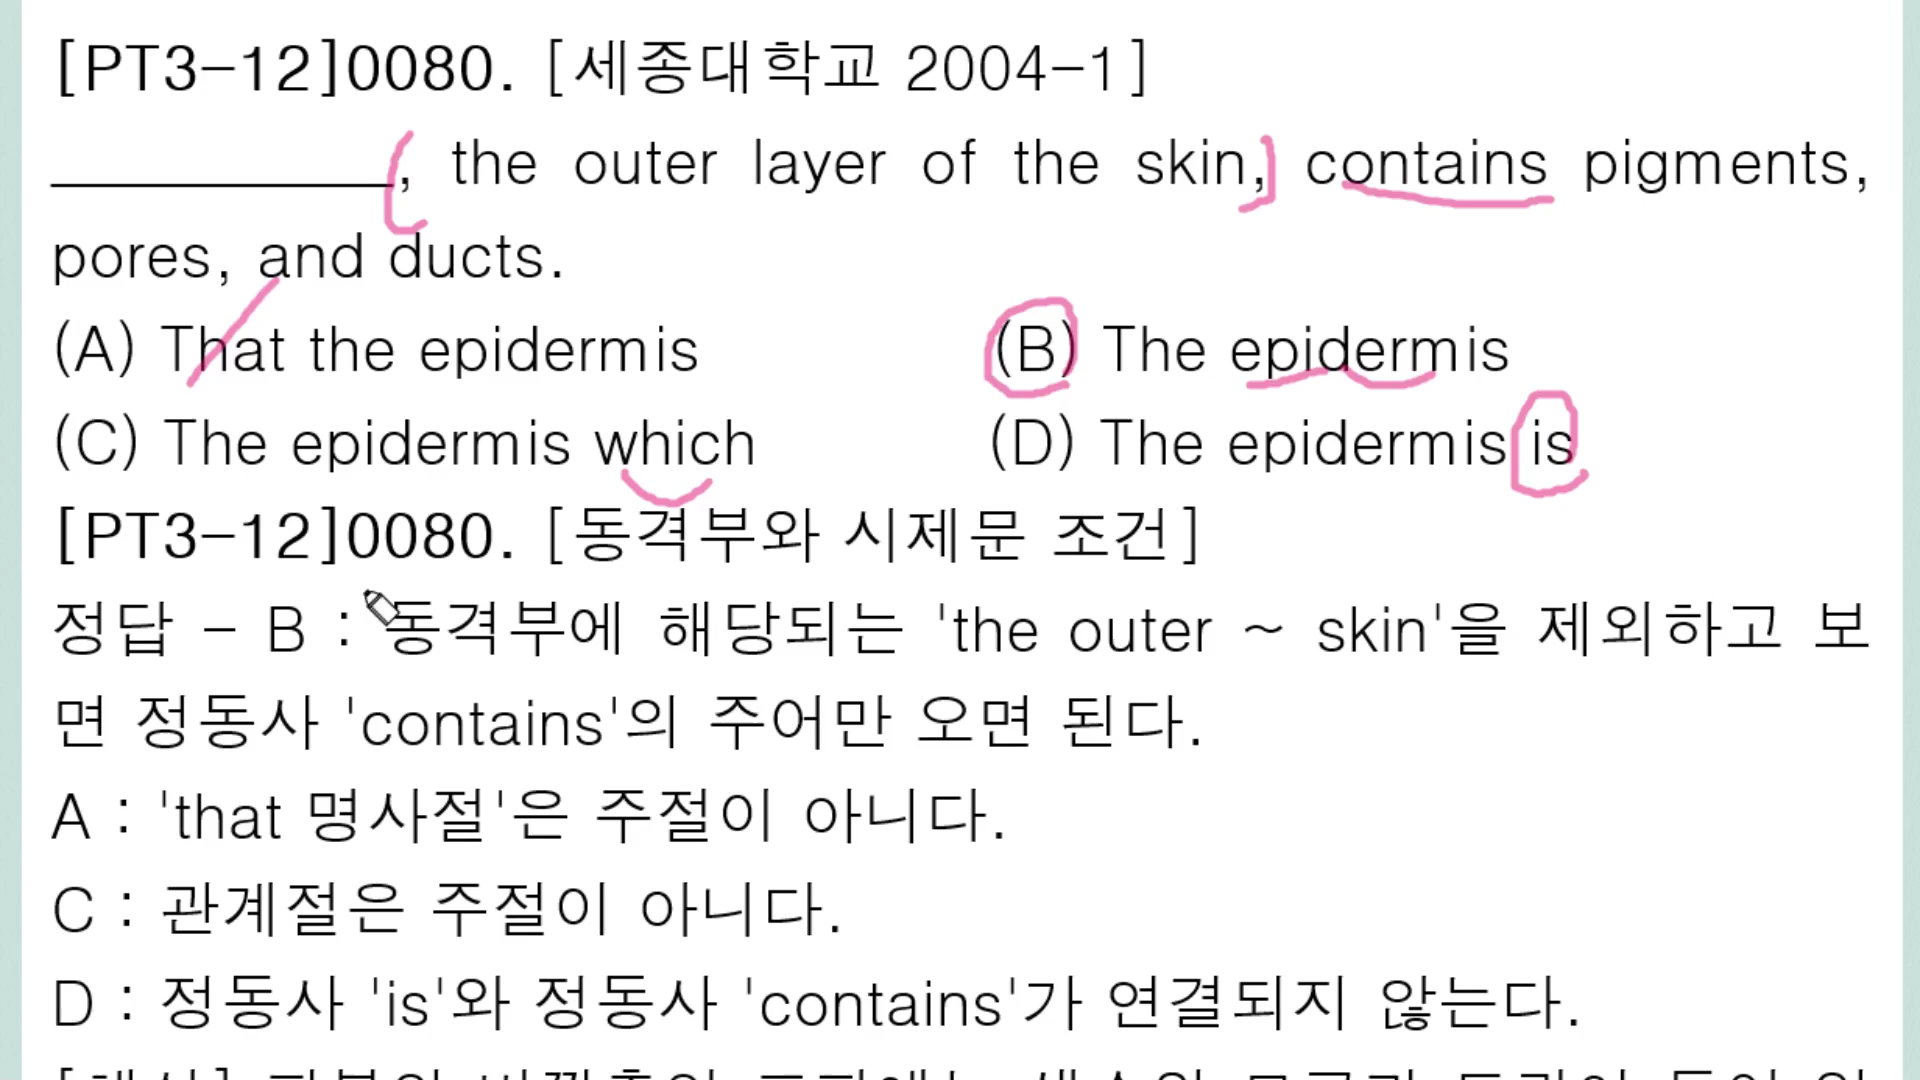 [PT3-12]0080. [세종대학교 2004-1]
____________, the outer layer of the skin, contains pigments,
pores, and ducts.
(A) That the epidermis (B) The epidermis
(C) The epidermis which (D) The epidermis is
[PT3-12]0080. [동격부와 시제문 조건]
정답 - B : 동격부에 해당되는 'the outer ~ skin'을 제외하고 보
면 정동사 'contains'의 주어만 오면 된다.
A : 'that 명사절'은 주절이 아니다.
C : 관계절은 주절이 아니다.
D : 정동사 'is'와 정동사 'contains'가 연결되지 않는다.